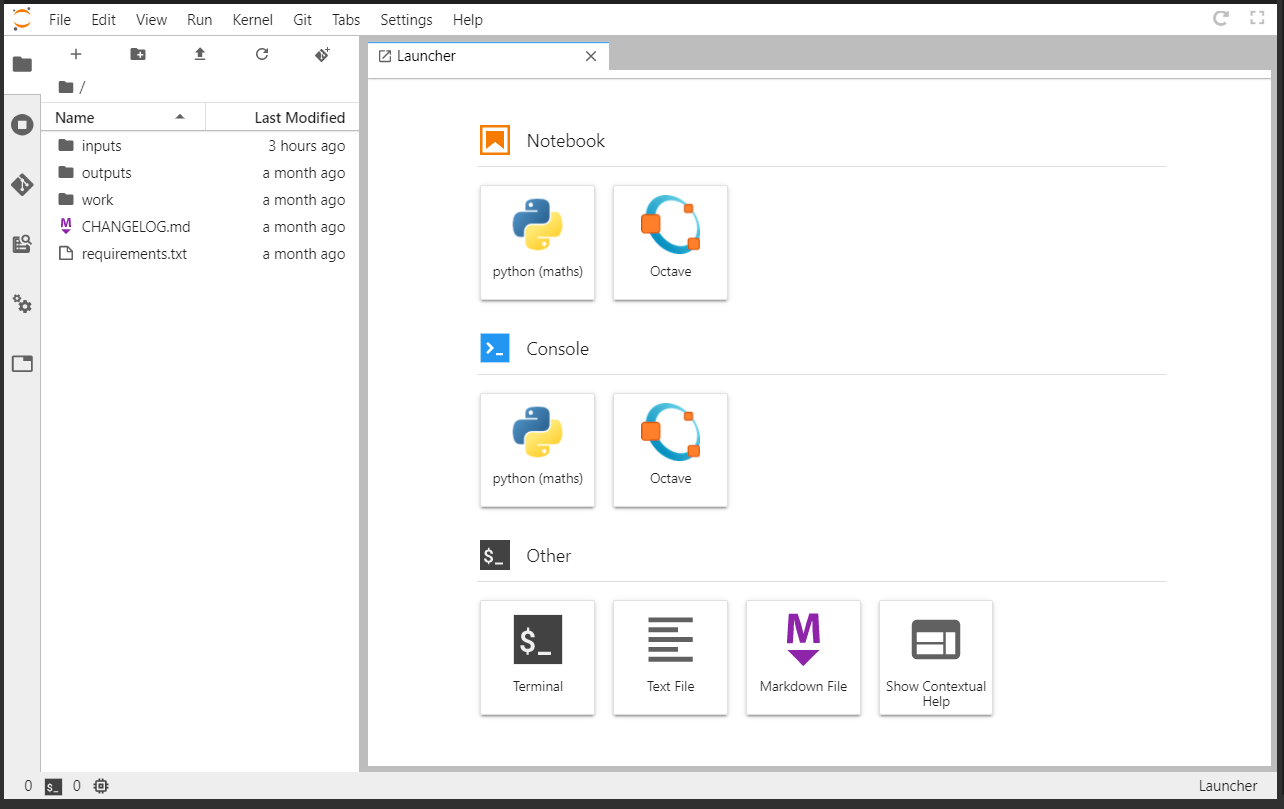 File Edit View Run Kernel Git Tabs Settings Help
Launcher
/
Name Last Modified
inputs 3 hours ago
outputs a month ago
work a month ago
CHANGELOG.md a month ago
requirements.txt a month ago
Notebook
python (maths) Octave
Console
python (maths) Octave
$_ Other
$_
M
Terminal Text File Markdown File Show Contextual
Help
0 $_ 0 Launcher